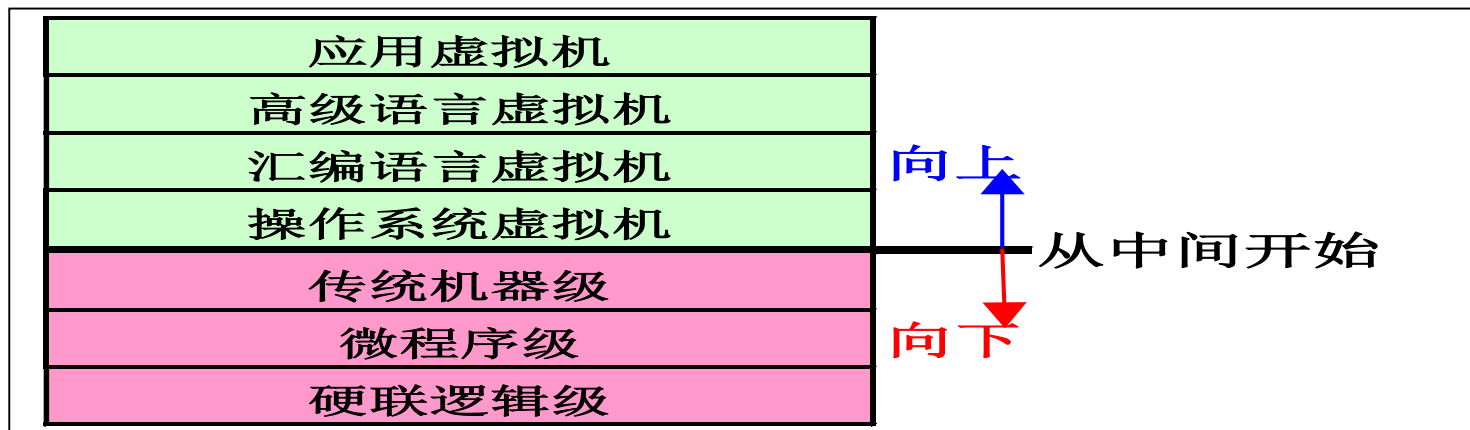 应用虚拟机
高级语言虚拟机
汇编语言虚拟机
向上
操作系统虚拟机
从中间开始
传统机器级
微程序级
向下
硬联逻辑级